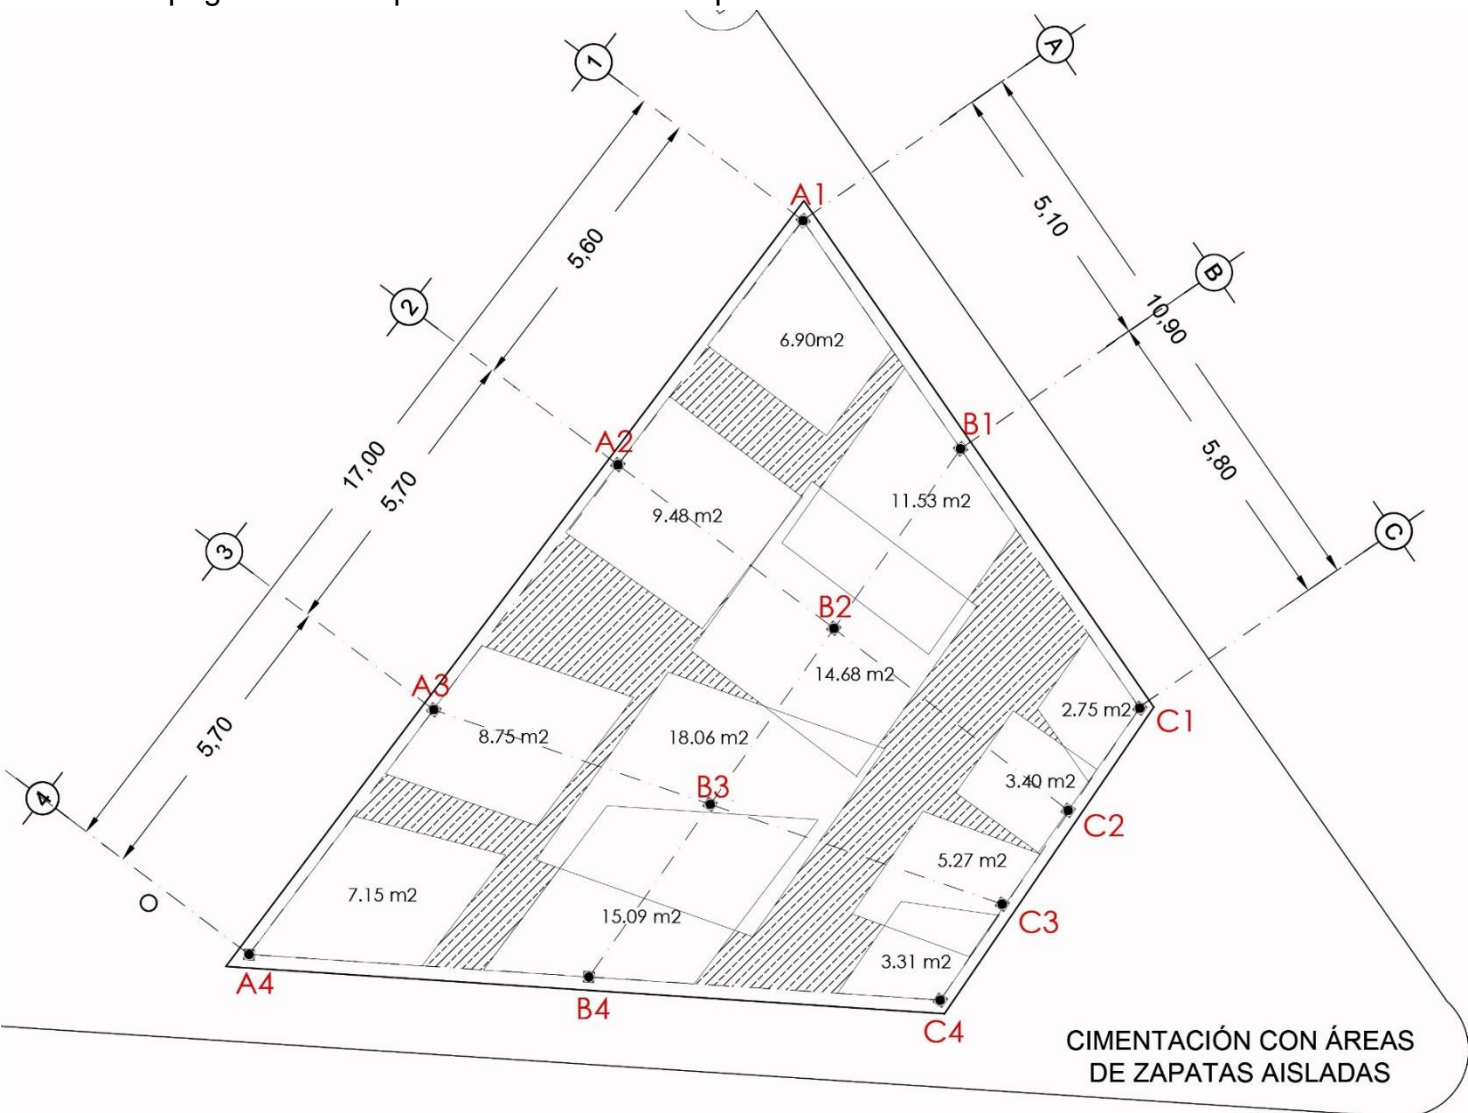 1
A
5,10
5,60
A1
2
B
10,90
6.90m2
B1
A2
17,00
5,70
5,80
9.48 m2
11.53 m2
3
C
B2
A3
14.68 m2
2.75 m2
C1
5,70
8.75 m2
18.06 m2
3.40 m2
B3
C2
4
5.27 m2
7.15 m2
15.09 m2
C3
3.31 m2
A4
B4
C4
CIMENTACIÓN CON ÁREAS
DE ZAPATAS AISLADAS